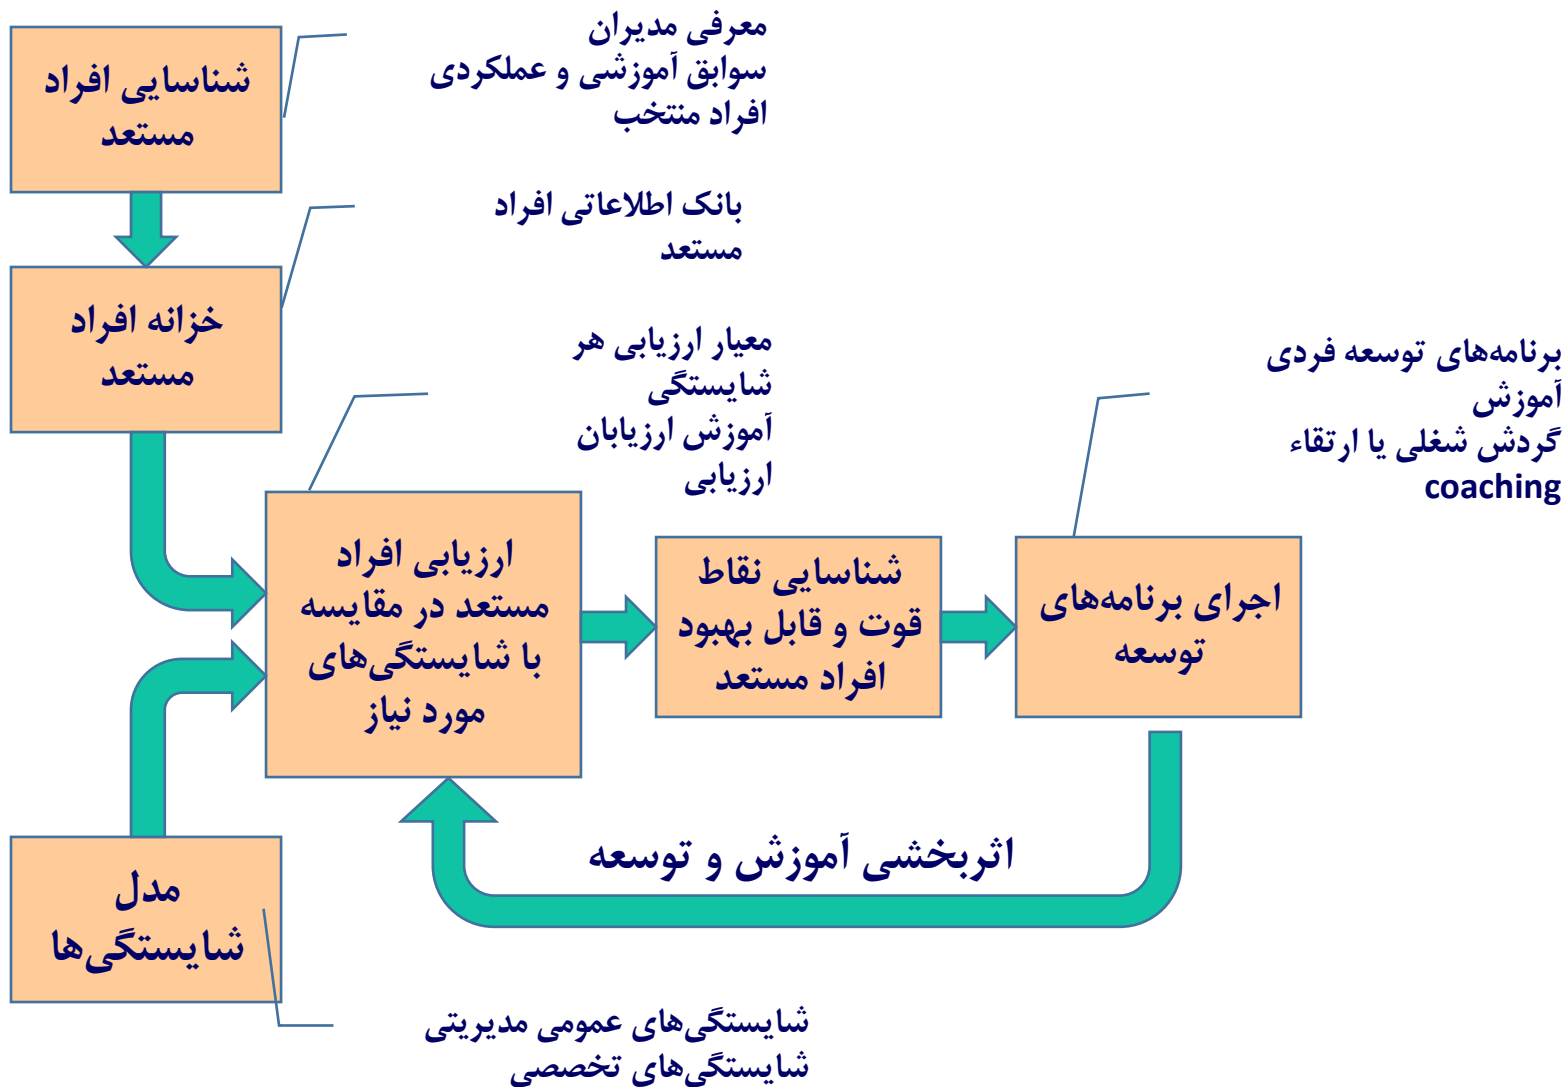 معرفی مدیران
سوابق آموزشی و عملکردی
افراد منتخب
شناسایی افراد
مستعد
بانک اطلاعاتی افراد
مستعد
خزانه افراد
مستعد
معیار ارزیابی هر
شایستگی
آموزش ارزیابان
ارزیابی
برنامه‌های توسعه فردی
آموزش
گردش شغلی یا ارتقاء
coaching
ارزیابی افراد
مستعد در مقایسه
با شایستگی‌های
مورد نیاز
شناسایی نقاط
قوت و قابل بهبود
افراد مستعد
اجرای برنامه‌های
توسعه
اثربخشی آموزش و توسعه
مدل
شایستگی‌ها
شایستگی‌های عمومی مدیریتی
شایستگی‌های تخصصی